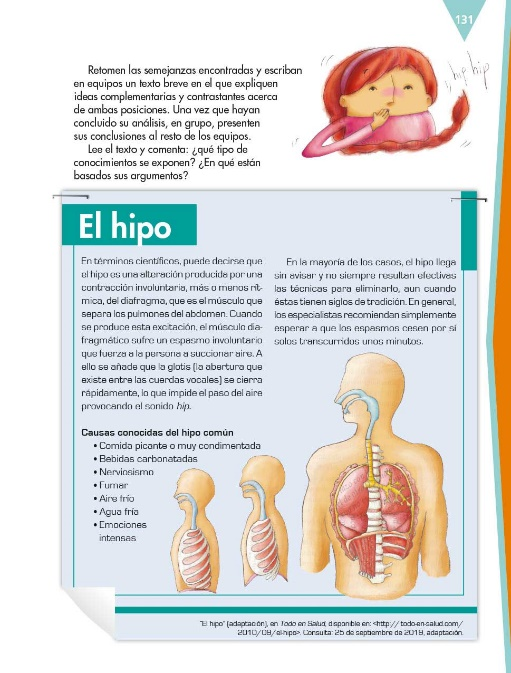 131
Retomen las semejanzas encontradas y escriban
en equipos un texto breve en el que expliquen
ideas complementarias y contrastantes acerca
de ambas posiciones. Una vez que hayan
concluido su análisis, en grupo, presenten
sus conclusiones al resto de los equipos.
Lee el texto y comenta: ¿qué tipo de
conocimientos se exponen? ¿En qué están
basados sus argumentos?
hip hip
El hipo
En términos científicos, puede decirse que
el hipo es una alteración producida por una
contracción involuntaria, más o menos rít-
mica, del diafragma, que es el músculo que
separa los pulmones del abdomen. Cuando
se produce esta excitación, el músculo dia-
fragmático sufre un espasmo involuntario
que fuerza a la persona a succionar aire. A
ello se añade que la glotis (la abertura que
existe entre las cuerdas vocales) se cierra
rápidamente, lo que impide el paso del aire
provocando el sonido hip.
Causas conocidas del hipo común
• Comida picante o muy condimentada
• Bebidas carbonatadas
• Nerviosismo
• Fumar
• Aire frío
• Agua fría
• Emociones
intensas
En la mayoría de los casos, el hipo llega
sin avisar y no siempre resultan efectivas
las técnicas para eliminarlo, aun cuando
éstas tienen siglos de tradición. En general,
los especialistas recomiendan simplemente
esperar a que los espasmos cesen por sí
solos transcurridos unos minutos.
"El hipo" (adaptación), en Todo en Salud, disponible en: <http:// todo-en-salud.com/
2010/09/el-hipo>. Consulta: 25 de septiembre de 2019, adaptación.